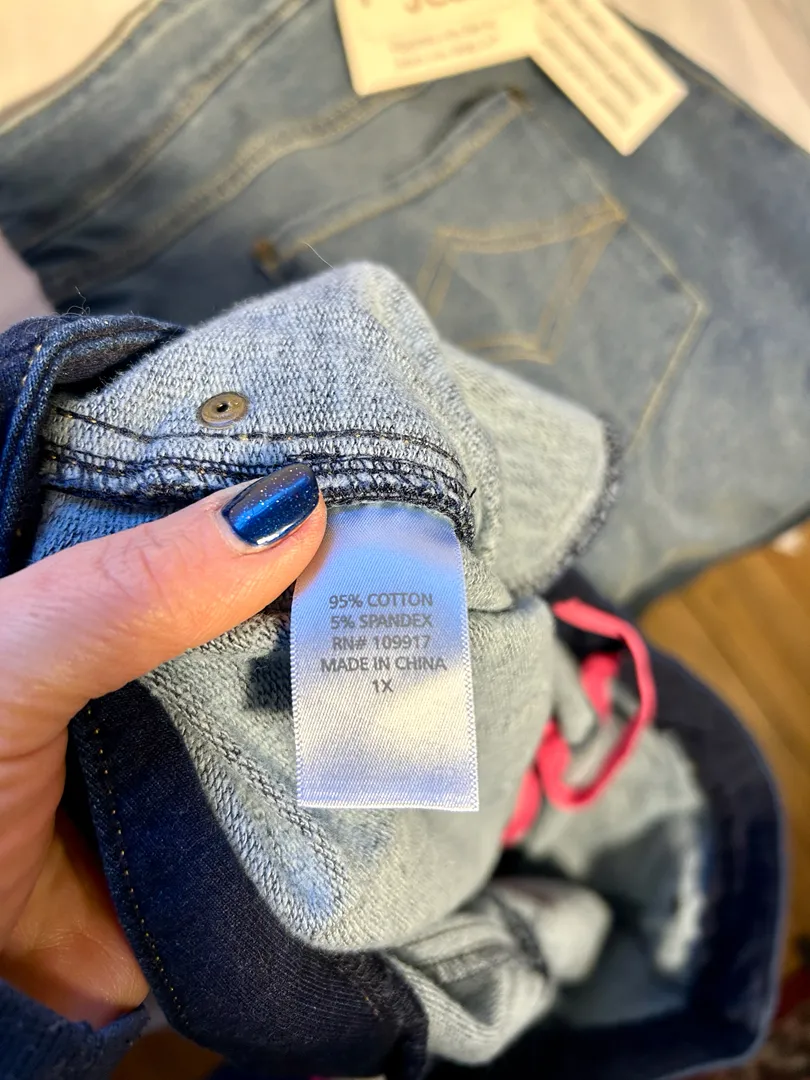 95% COTTON
5% SPANDEX
RN# 109917
MADE IN CHINA
1X